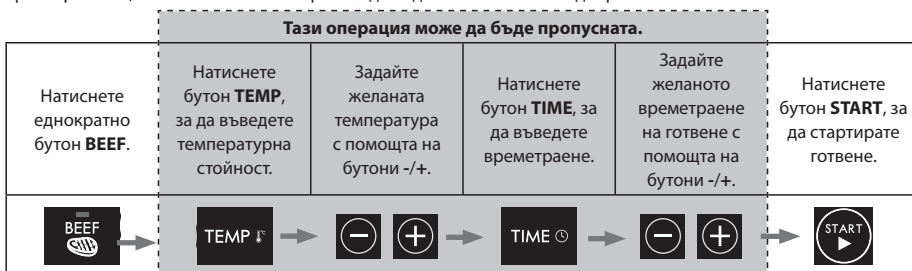 Тази операция може да бъде пропусната.
Натиснете
еднократно
бутон BEEF.
Натиснете
бутон TEMP,
за да въведете
температурна
стойност.
Задайте
желаната
температура
с помощта на
бутони -/+.
Натиснете
бутон TIME, за
да въведете
времетраене.
Задайте
желаното
времетраене
на готвене с
помощта на
бутони -/+.
Натиснете
бутон START, за
да стартирате
готвене.
BEEF
TEMP
TIME
START